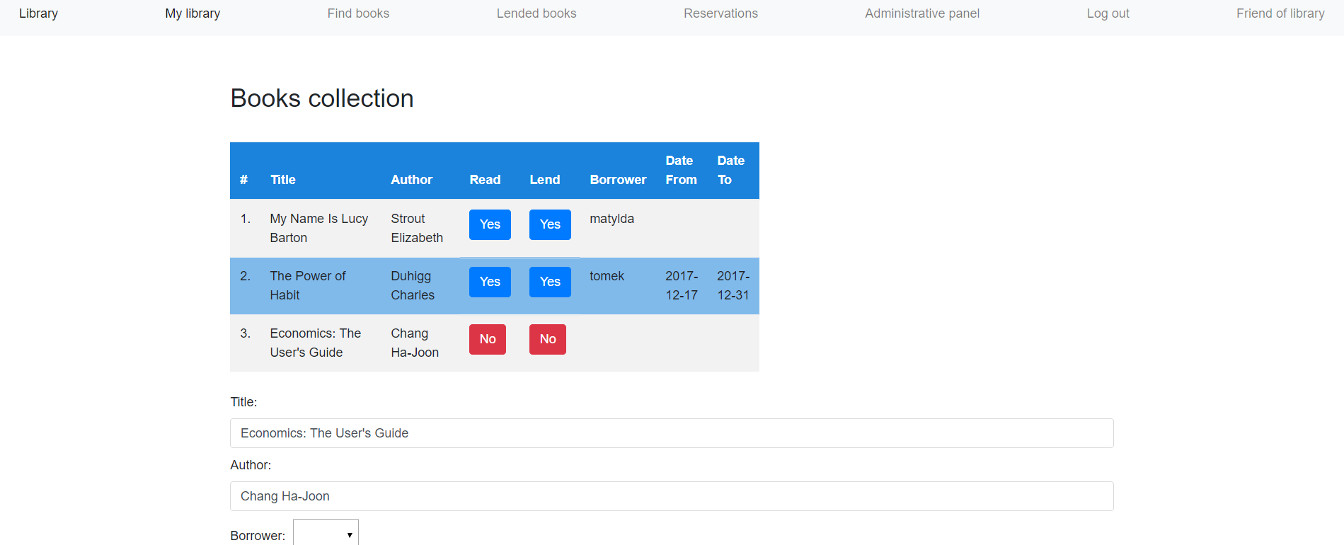 Library My library Find books Lended books Reservations Administrative panel Log out Friend of library
Books collection
Date Date
# Title Author Read Lend Borrower From To
1. My Name Is Lucy Strout Yes Yes matylda
Barton Elizabeth
2. The Power of Duhigg Yes Yes tomek 2017- 2017-
Habit Charles 12-17 12-31
3. Economics: The Chang No No
User's Guide Ha-Joon
Title:
Economics: The User's Guide
Author:
Chang Ha-Joon
Borrower: